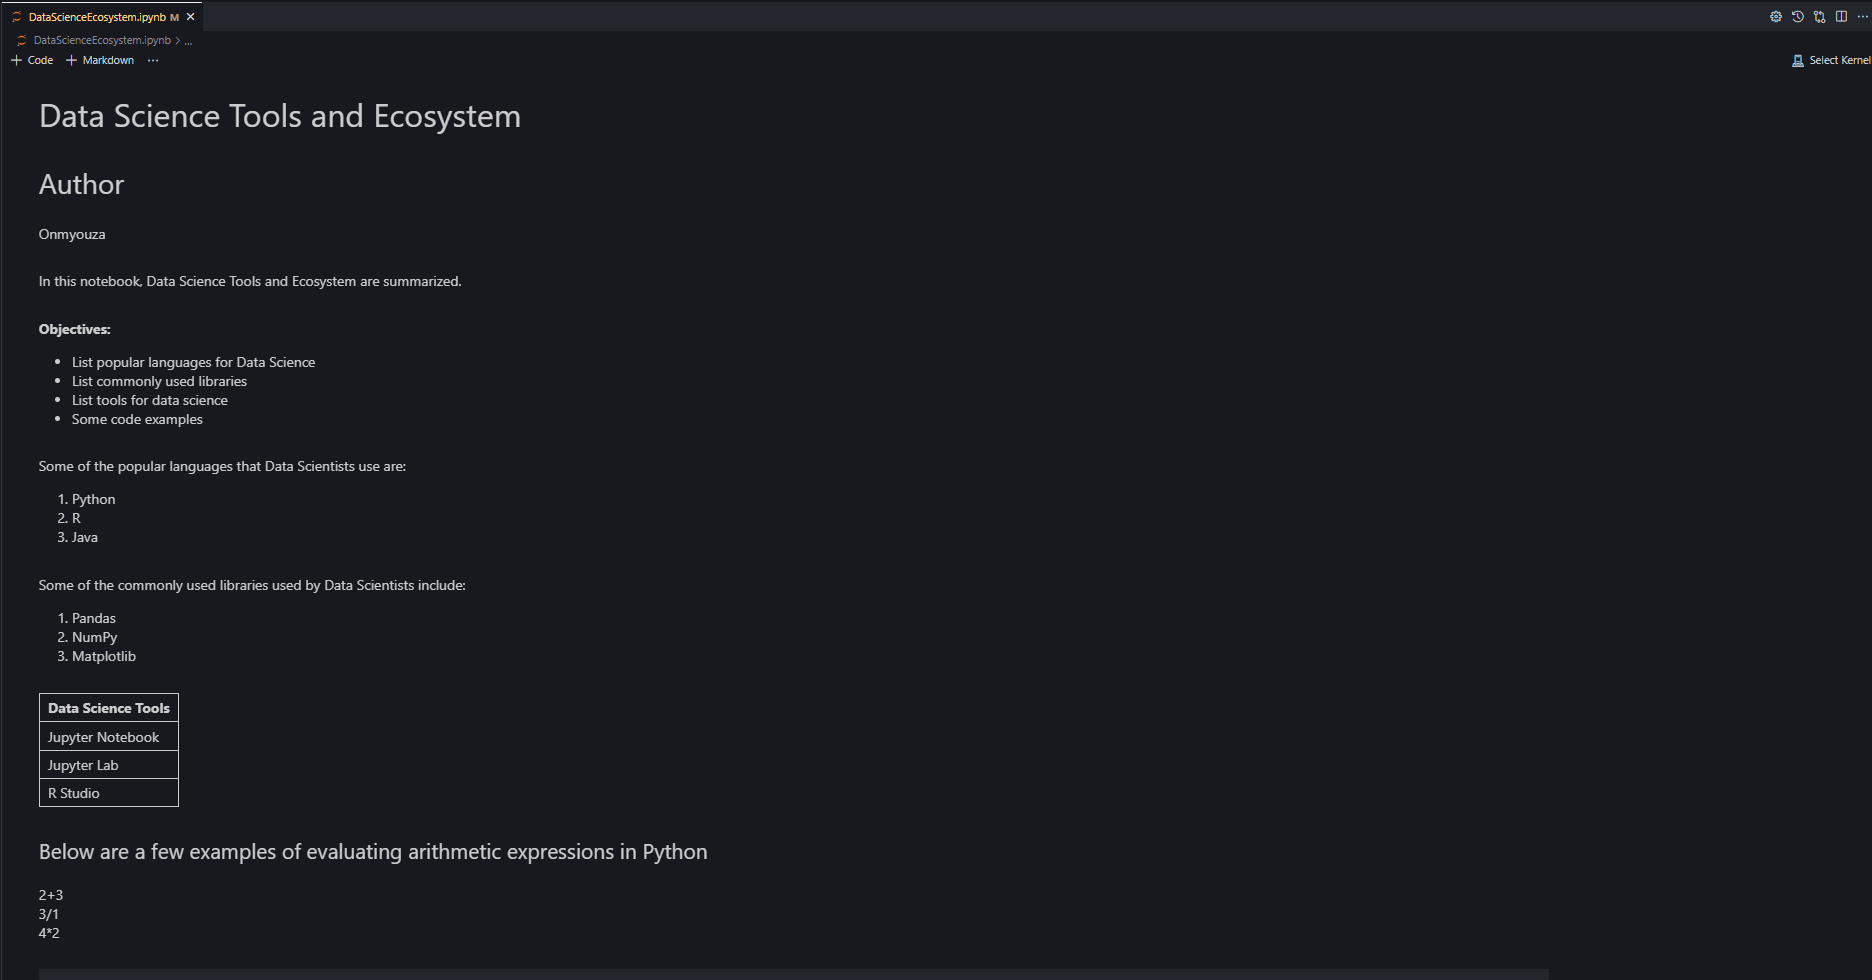 DataScienceEcosystem.ipynb M ×
DataScienceEcosystem.ipynb > ...
+ Code + Markdown ...
Select Kernel
Data Science Tools and Ecosystem
Author
Onmyouza
In this notebook, Data Science Tools and Ecosystem are summarized.
Objectives:
• List popular languages for Data Science
• List commonly used libraries
• List tools for data science
• Some code examples
Some of the popular languages that Data Scientists use are:
1. Python
2. R
3. Java
Some of the commonly used libraries used by Data Scientists include:
1. Pandas
2. NumPy
3. Matplotlib
Data Science Tools
Jupyter Notebook
Jupyter Lab
R Studio
Below are a few examples of evaluating arithmetic expressions in Python
2+3
3/1
4*2